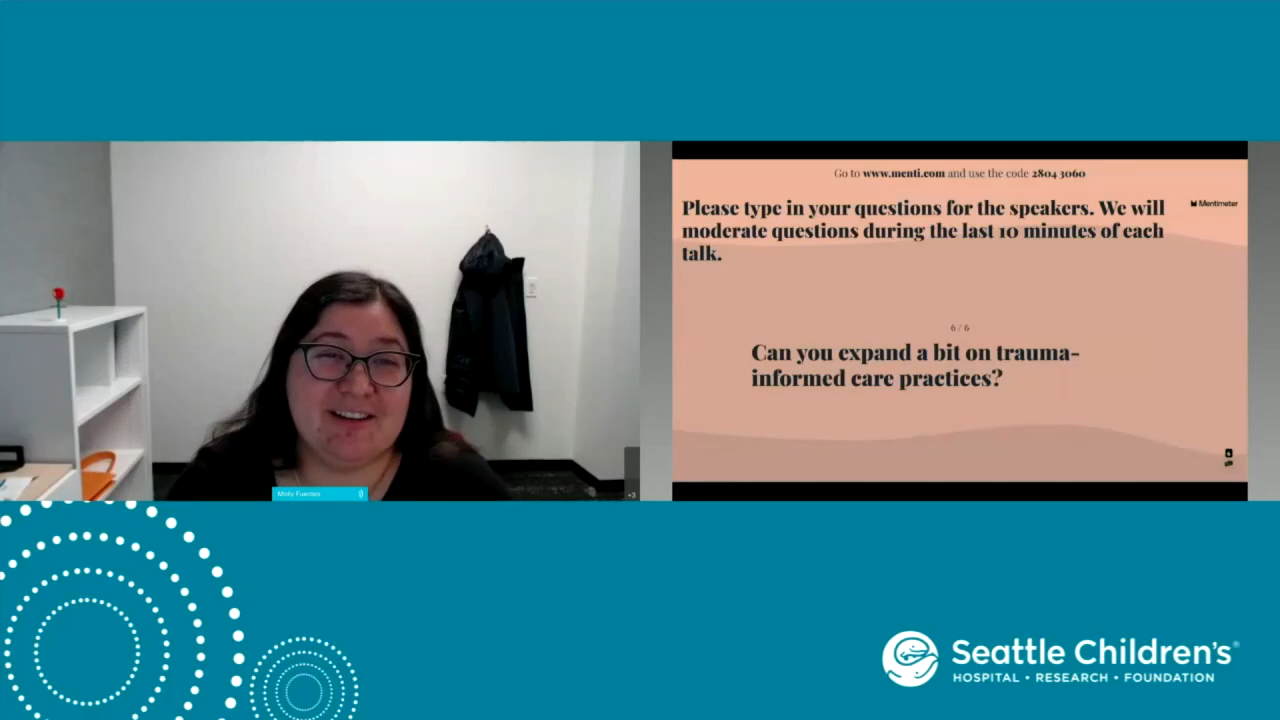 Go to www.menti.com and use the code 2804 3060
Please type in your questions for the speakers. We will
moderate questions during the last 10 minutes of each
talk.
Mentimeter
6 / 6
Can you expand a bit on trauma-
informed care practices?
Molly Fuentes
+3
Seattle Children's®
HOSPITAL • RESEARCH • FOUNDATION